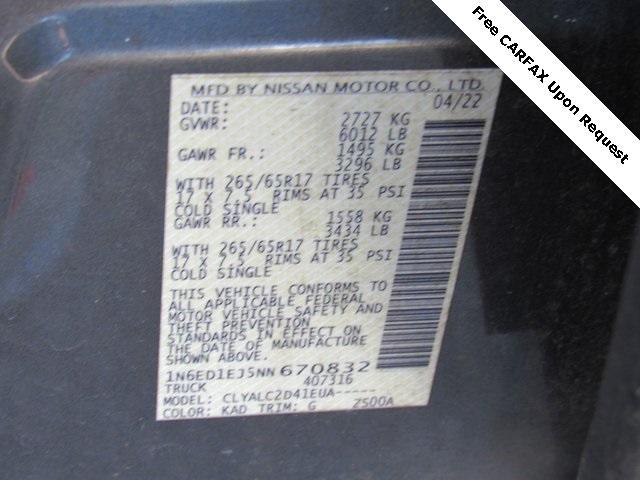 Free CARFAX Upon Request
MFD BY NISSAN MOTOR CO., LTD.
DATE: 04/22
GVWR: 2727 KG
6012 LB
GAWR FR.: 1495 KG
3296 LB
WITH 265/65R17 TIRES
17 X 7.5 RIMS AT 35 PSI
COLD SINGLE
GAWR RR.: 1558 KG
3434 LB
WITH 265/65R17 TIRES
17 X 7.5 RIMS AT 35 PSI
COLD SINGLE
THIS VEHICLE CONFORMS TO
ALL APPLICABLE FEDERAL
MOTOR VEHICLE SAFETY AND
THEFT PREVENTION
STANDARDS IN EFFECT ON
THE DATE OF MANUFACTURE
SHOWN ABOVE.
1N6ED1EJ5NN670832
TRUCK 407316
MODEL: CLYALC2D41EUA-----
COLOR: KAD TRIM: G Z500A